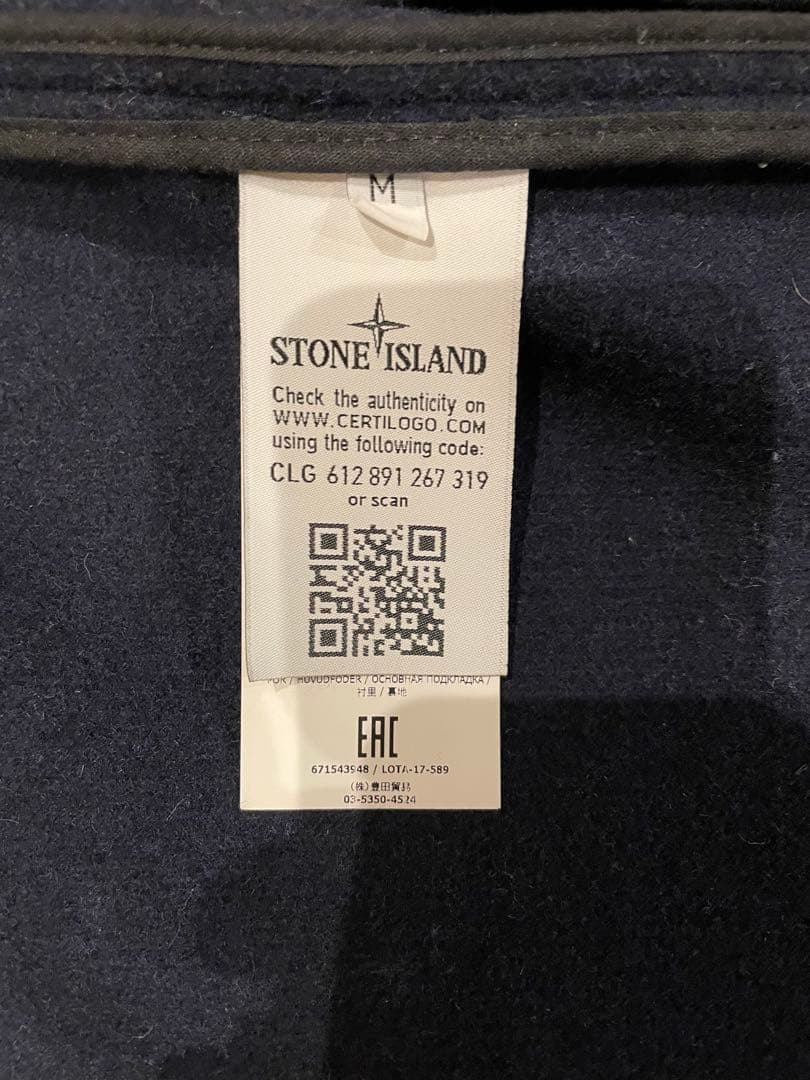 M
STONE ISLAND
Check the authenticity on
WWW.CERTILOGO.COM
using the following code:
CLG 612 891 267 319
or scan
/ HUVUDFODER / ОСНОВНАЯ ПОДКЛАДКА /
衬里 / 裏地
EAC
671543948 / LOTA-17-589
(株)豊田貿易
03-5350-4524